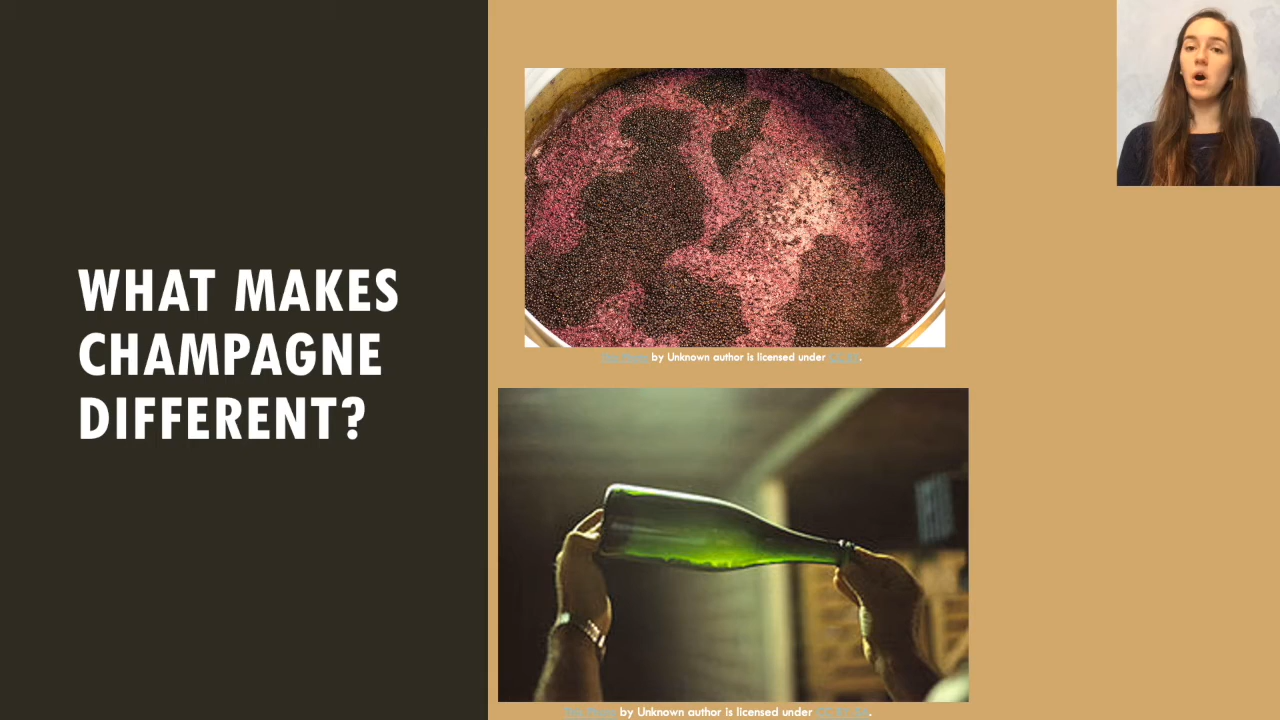 WHAT MAKES
CHAMPAGNE
DIFFERENT?
by Unknown author is licensed under
by Unknown author is licensed under